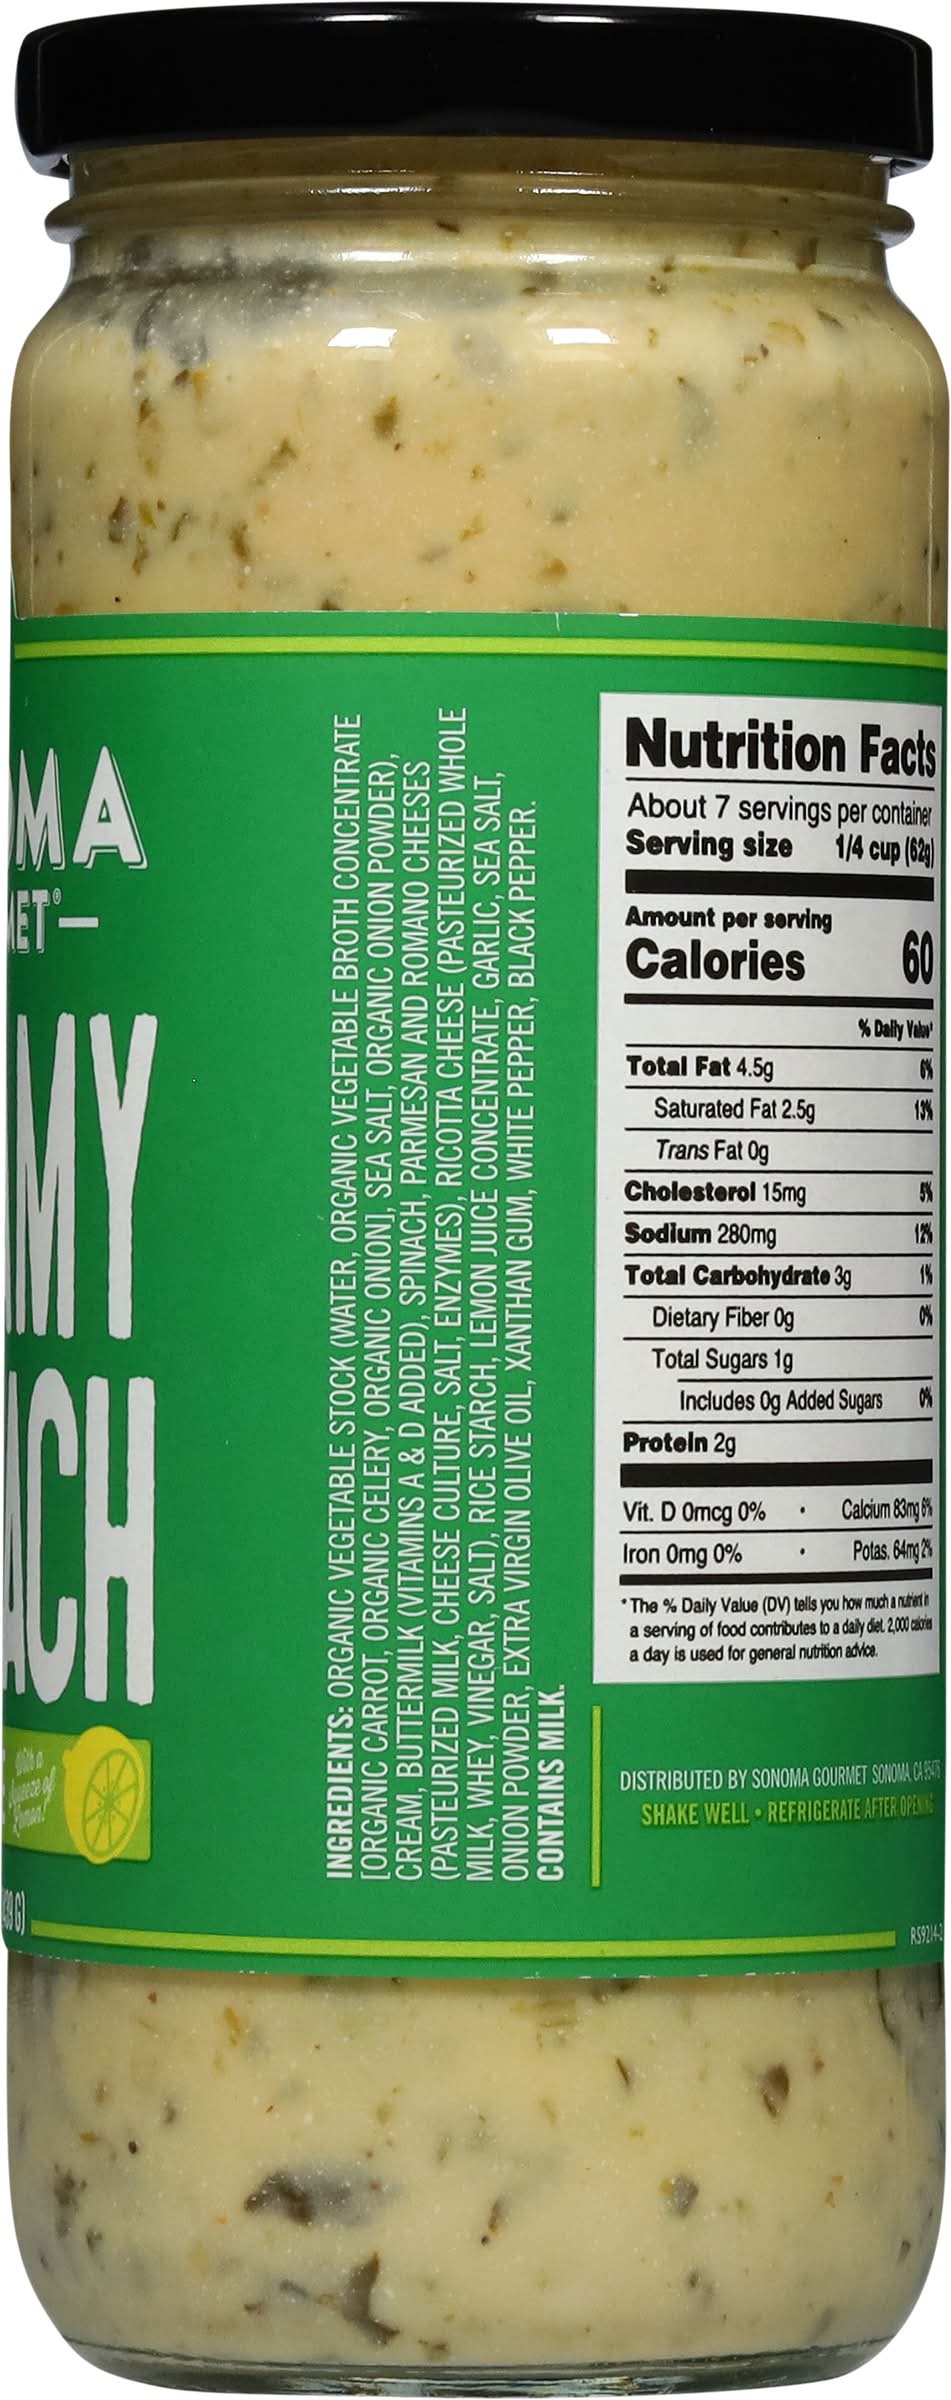 OMA
MET® —
AMY
ACH
With a
Squeeze of
Lemon!
INGREDIENTS: ORGANIC VEGETABLE STOCK (WATER, ORGANIC VEGETABLE BROTH CONCENTRATE
[ORGANIC CARROT, ORGANIC CELERY, ORGANIC ONION], SEA SALT, ORGANIC ONION POWDER),
CREAM, BUTTERMILK (VITAMINS A & D ADDED), SPINACH, PARMESAN AND ROMANO CHEESES
(PASTEURIZED MILK, CHEESE CULTURE, SALT, ENZYMES), RICOTTA CHEESE (PASTEURIZED WHOLE
MILK, WHEY, VINEGAR, SALT), RICE STARCH, LEMON JUICE CONCENTRATE, GARLIC, SEA SALT,
ONION POWDER, EXTRA VIRGIN OLIVE OIL, XANTHAN GUM, WHITE PEPPER, BLACK PEPPER.
CONTAINS MILK.
Nutrition Facts
About 7 servings per container
Serving size 1/4 cup (62g)
Amount per serving
Calories 60
% Daily Value*
Total Fat 4.5g 6%
Saturated Fat 2.5g 13%
Trans Fat 0g
Cholesterol 15mg 5%
Sodium 280mg 12%
Total Carbohydrate 3g 1%
Dietary Fiber 0g 0%
Total Sugars 1g
Includes 0g Added Sugars 0%
Protein 2g
Vit. D 0mcg 0% • Calcium 83mg 6%
Iron 0mg 0% • Potas. 64mg 2%
* The % Daily Value (DV) tells you how much a nutrient in
a serving of food contributes to a daily diet. 2,000 calories
a day is used for general nutrition advice.
DISTRIBUTED BY SONOMA GOURMET SONOMA, CA 95476
SHAKE WELL • REFRIGERATE AFTER OPENING
RS9214-2